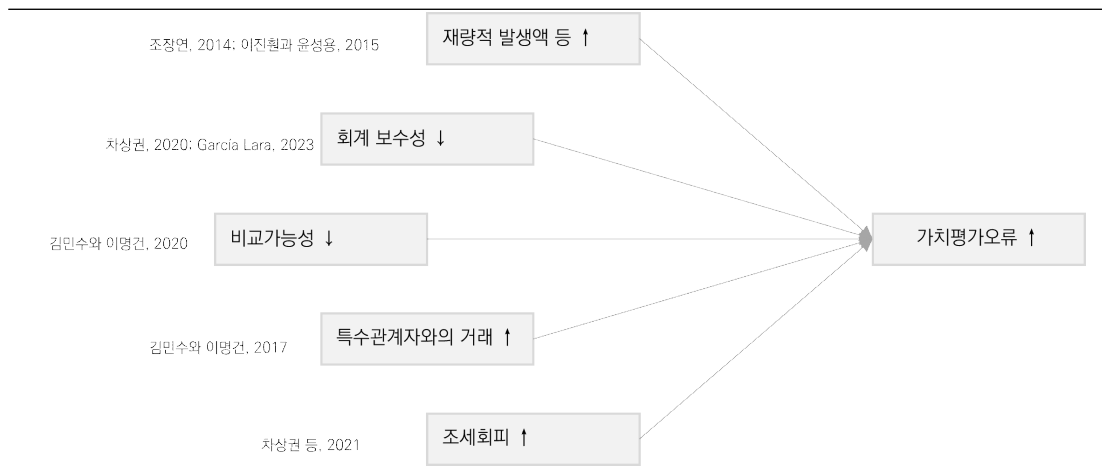 조장연, 2014; 이진훤과 윤성용, 2015
재량적 발생액 등 ↑
차상권, 2020; García Lara, 2023
회계 보수성 ↓
김민수와 이명건, 2020
비교가능성 ↓
가치평가오류 ↑
김민수와 이명건, 2017
특수관계자와의 거래 ↑
차상권 등, 2021
조세회피 ↑